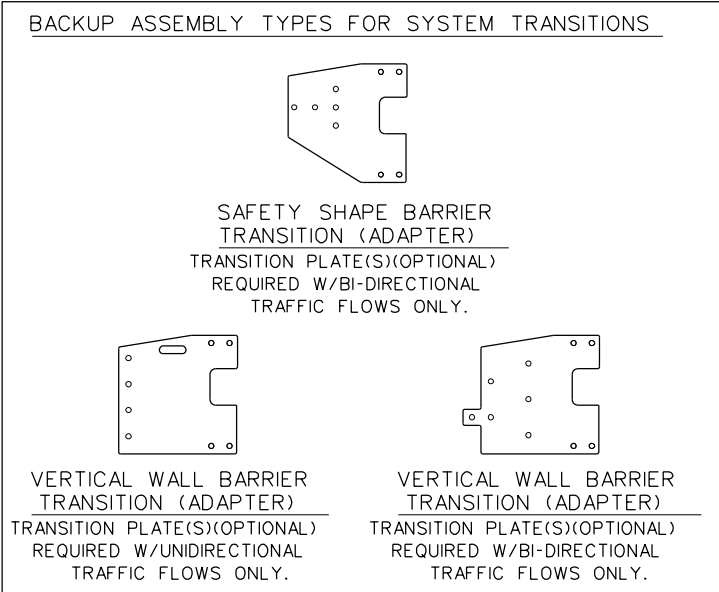 BACKUP ASSEMBLY TYPES FOR SYSTEM TRANSITIONS
SAFETY SHAPE BARRIER
TRANSITION (ADAPTER)
TRANSITION PLATE(S)(OPTIONAL)
REQUIRED W/BI-DIRECTIONAL
TRAFFIC FLOWS ONLY.
VERTICAL WALL BARRIER
TRANSITION (ADAPTER)
TRANSITION PLATE(S)(OPTIONAL)
REQUIRED W/UNIDIRECTIONAL
TRAFFIC FLOWS ONLY.
VERTICAL WALL BARRIER
TRANSITION (ADAPTER)
TRANSITION PLATE(S)(OPTIONAL)
REQUIRED W/BI-DIRECTIONAL
TRAFFIC FLOWS ONLY.